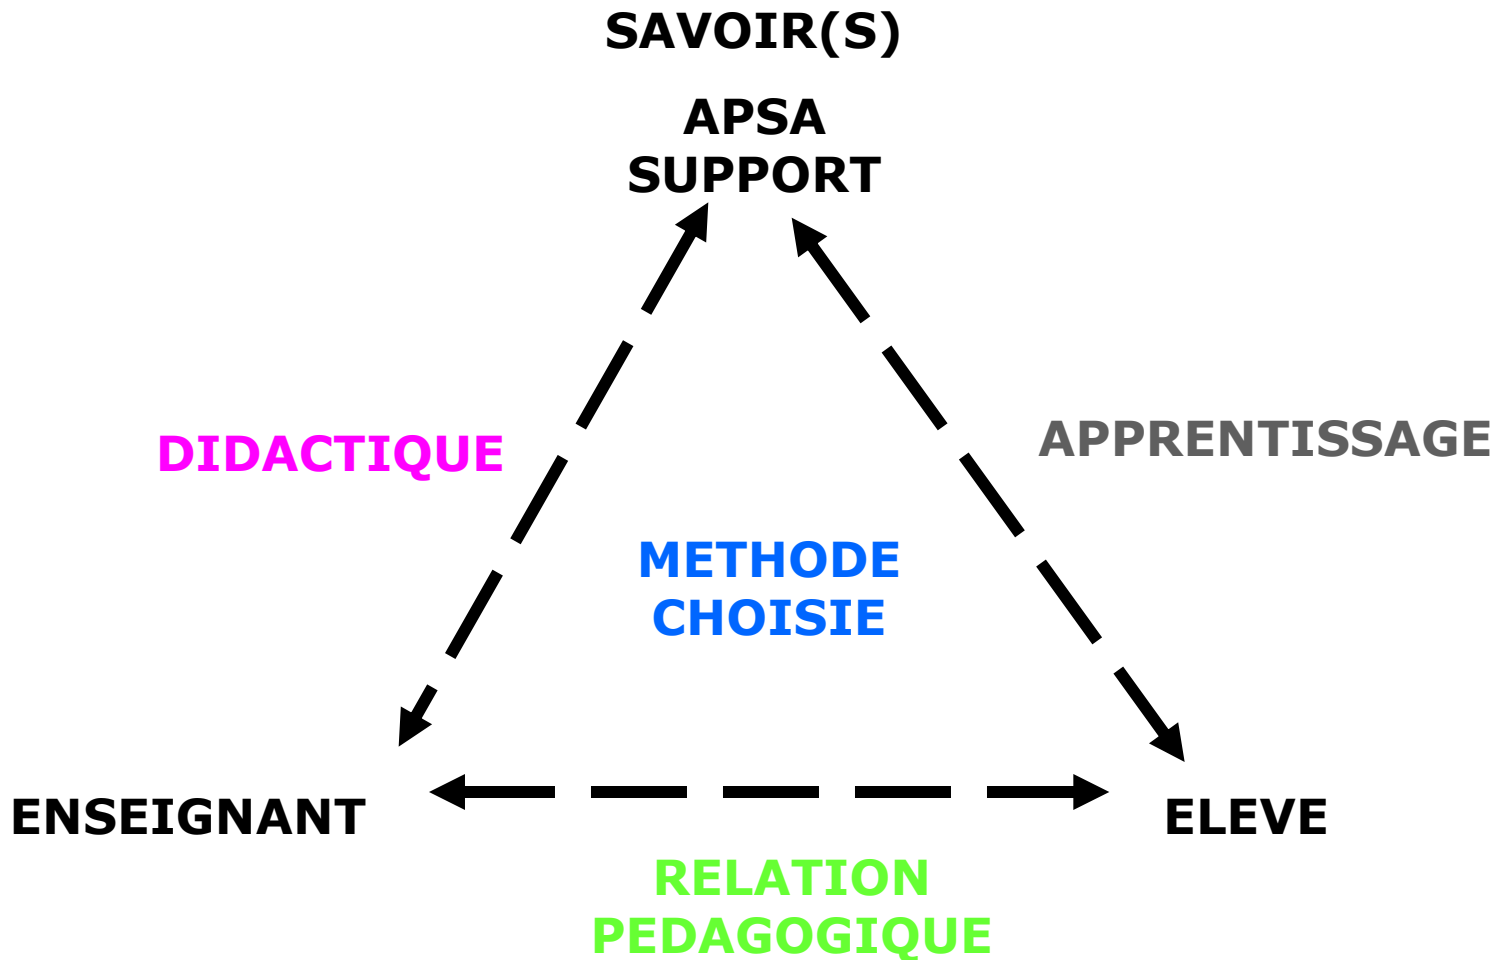 SAVOIR(S)
APSA
SUPPORT
DIDACTIQUE
APPRENTISSAGE
METHODE
CHOISIE
ENSEIGNANT
ELEVE
RELATION
PEDAGOGIQUE